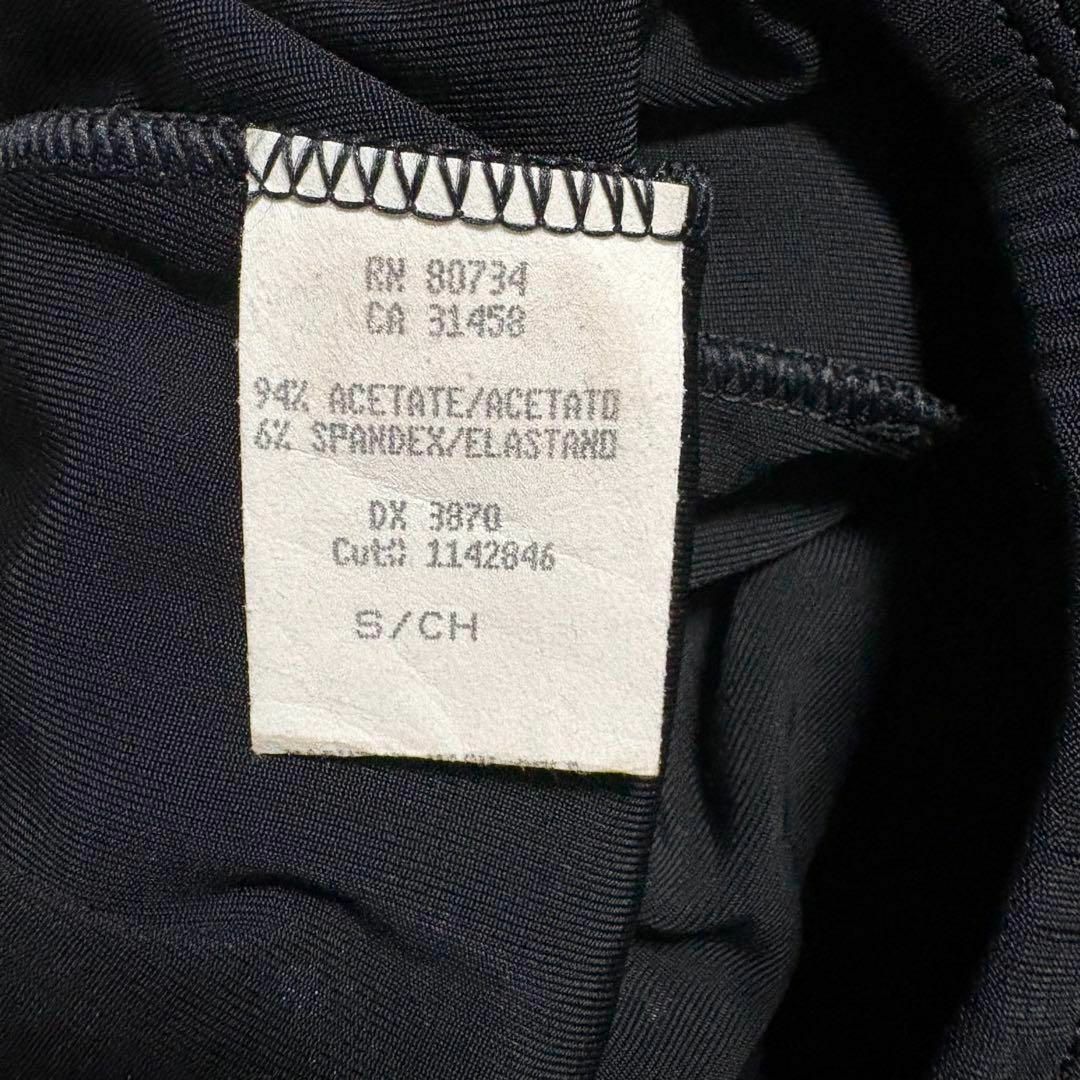 RN 80734
CA 31458
94% ACETATE/ACETATO
6% SPANDEX/ELASTANO
DX 3870
Cut# 1142846
S/CH